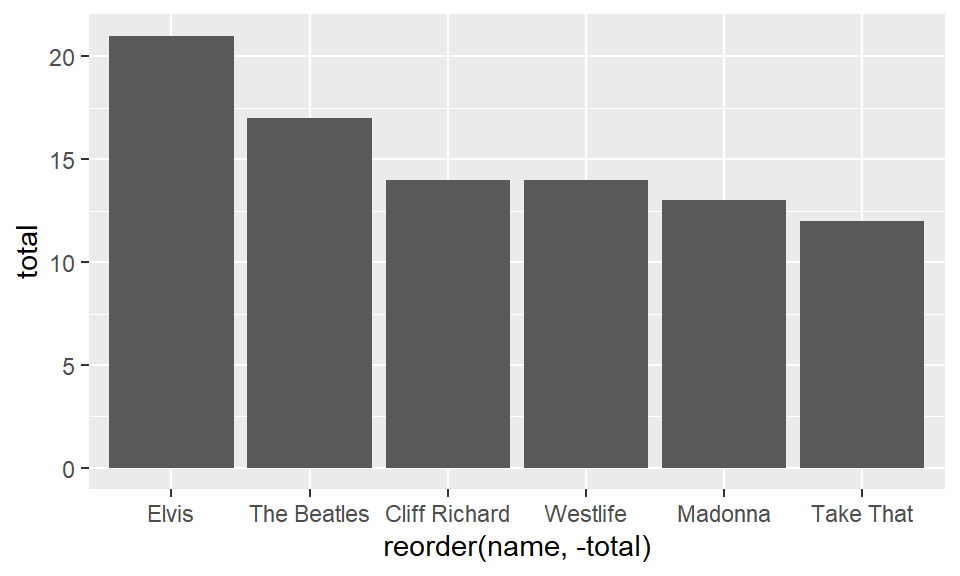 total
20
15
10
5
0
Elvis The Beatles Cliff Richard Westlife Madonna Take That
reorder(name, -total)